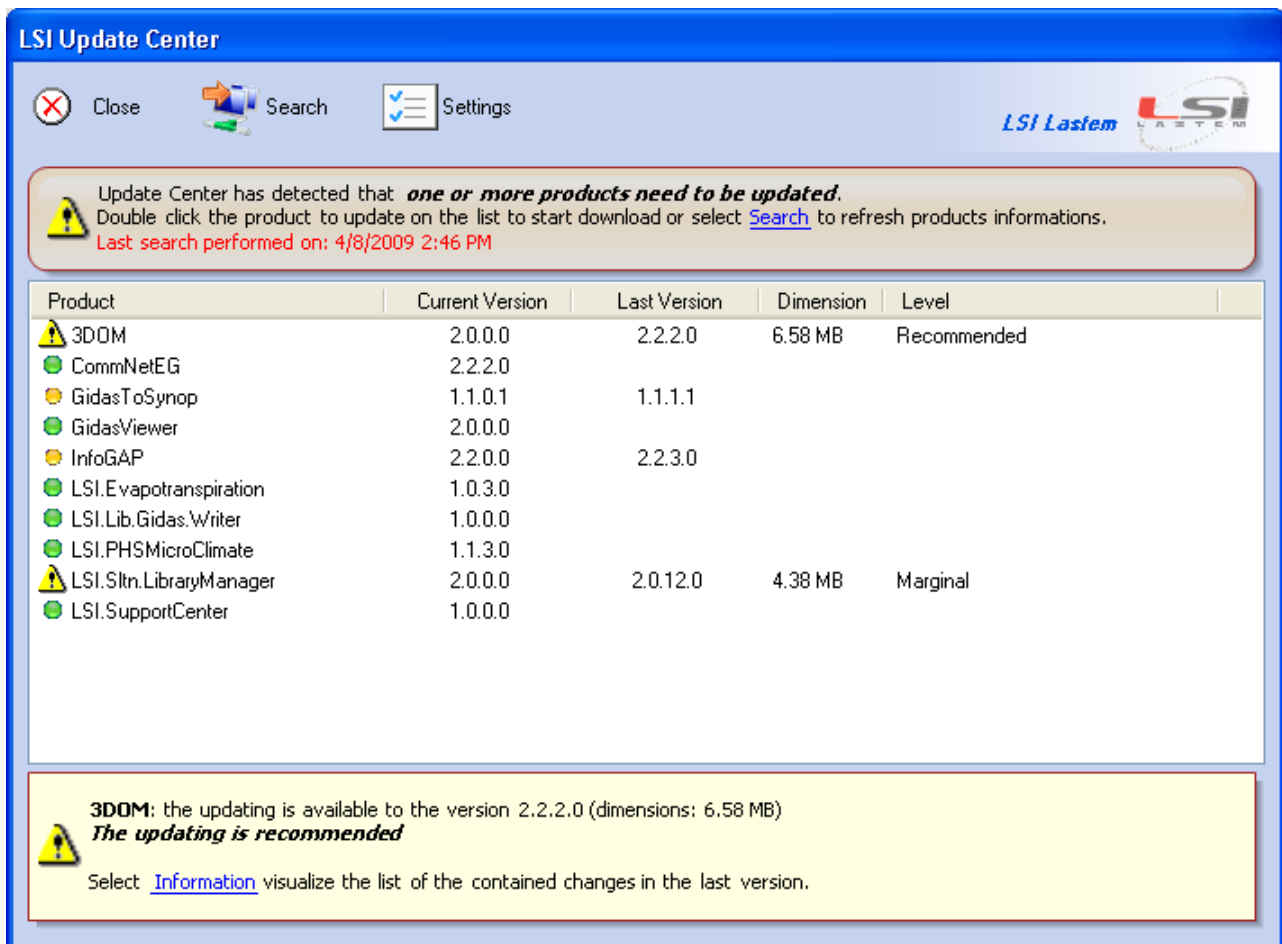 LSI Update Center
Close Search Settings
LSI Lastem LSI LASTEM
Update Center has detected that one or more products need to be updated.
Double click the product to update on the list to start download or select Search to refresh products informations.
Last search performed on: 4/8/2009 2:46 PM
Product Current Version Last Version Dimension Level
3DOM 2.0.0.0 2.2.2.0 6.58 MB Recommended
CommNetEG 2.2.2.0
GidasToSynop 1.1.0.1 1.1.1.1
GidasViewer 2.0.0.0
InfoGAP 2.2.0.0 2.2.3.0
LSI.Evapotranspiration 1.0.3.0
LSI.Lib.Gidas.Writer 1.0.0.0
LSI.PHSMicroClimate 1.1.3.0
LSI.Sltn.LibraryManager 2.0.0.0 2.0.12.0 4.38 MB Marginal
LSI.SupportCenter 1.0.0.0
3DOM: the updating is available to the version 2.2.2.0 (dimensions: 6.58 MB)
The updating is recommended
Select Information visualize the list of the contained changes in the last version.